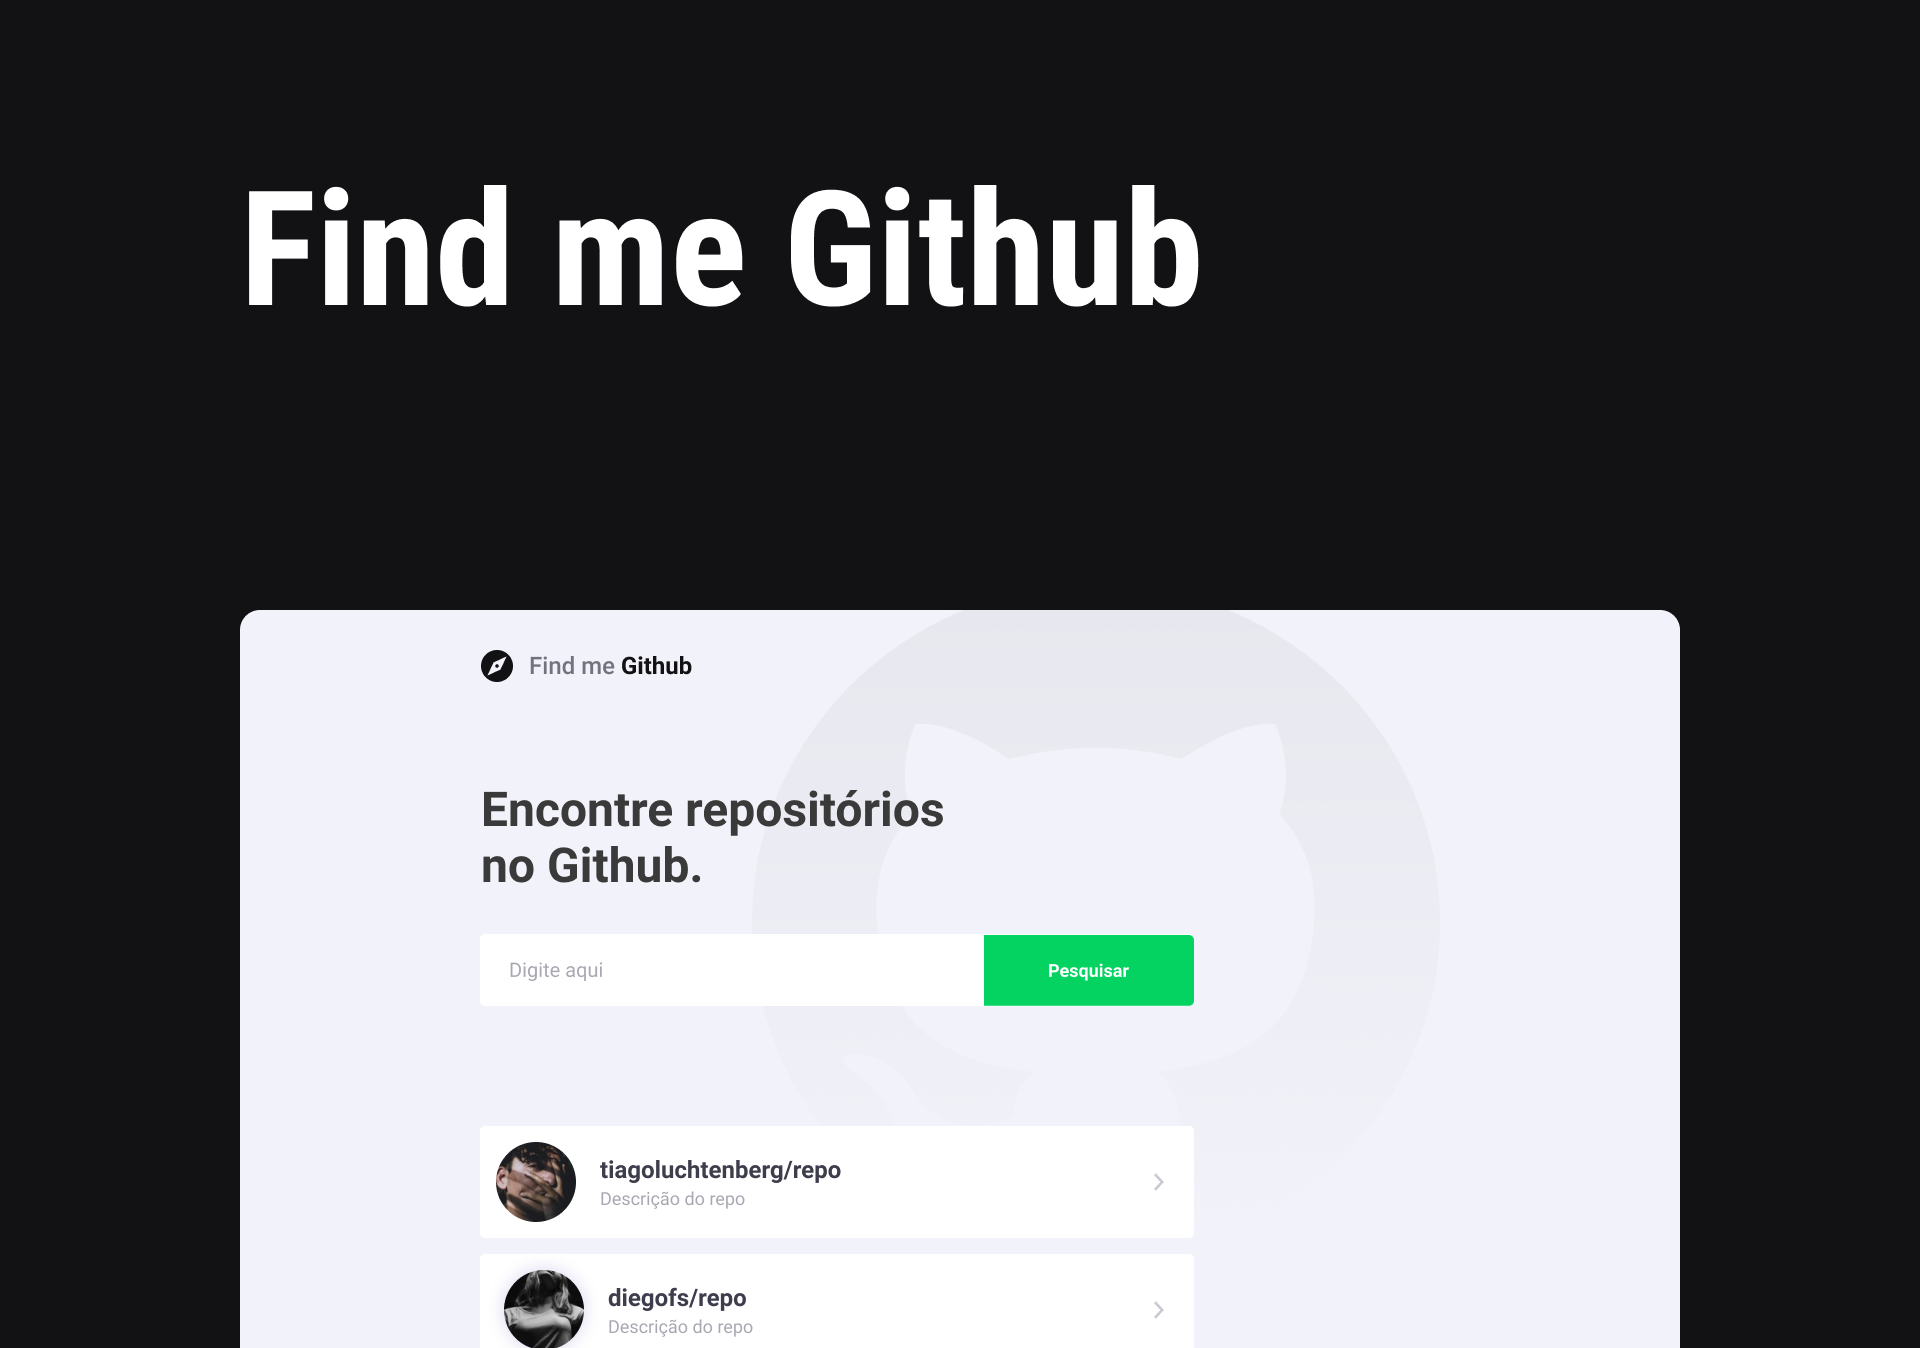 Find me Github
Find me Github
Encontre repositórios
no Github.
Digite aqui
Pesquisar
tiagoluchtenberg/repo
Descrição do repo
diegofs/repo
Descrição do repo